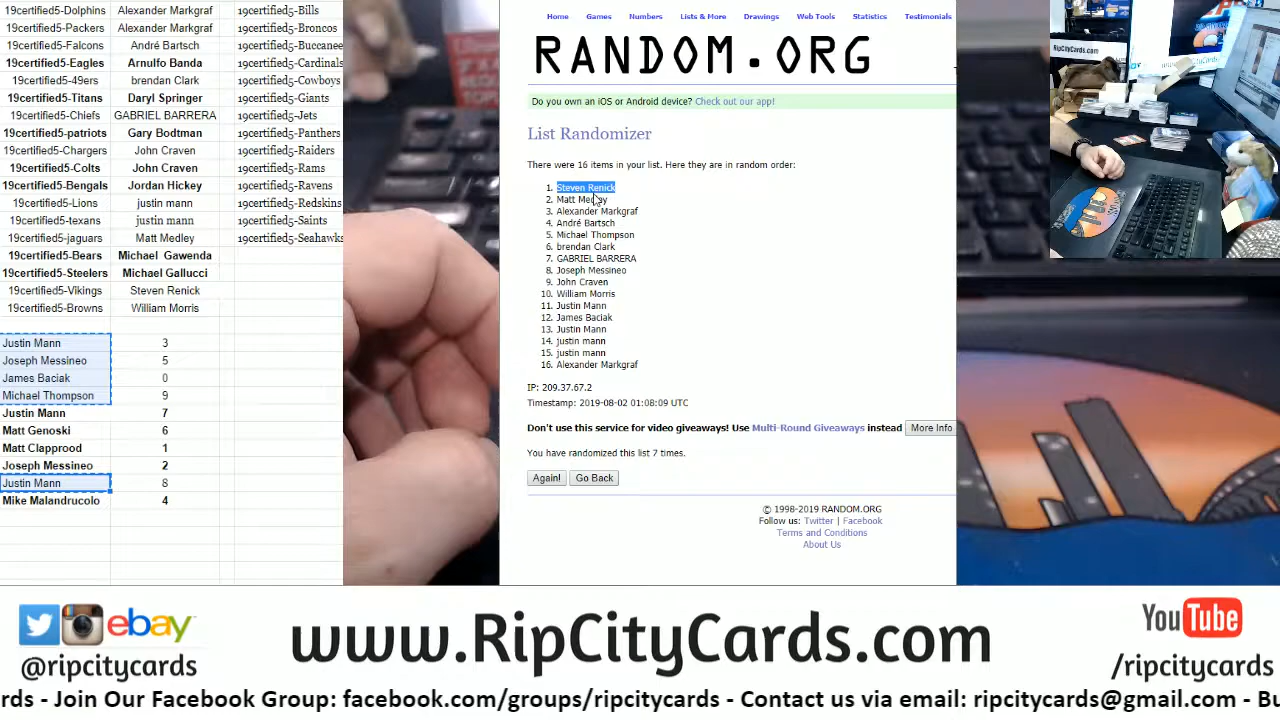 19certified5-Dolphins Alexander Markgraf 19certified5-Bills
19certified5-Packers Alexander Markgraf 19certified5-Broncos
19certified5-Falcons André Bartsch 19certified5-Buccanee
19certified5-Eagles Arnulfo Banda 19certified5-Cardinals
19certified5-49ers brendan Clark 19certified5-Cowboys
19certified5-Titans Daryl Springer 19certified5-Giants
19certified5-Chiefs GABRIEL BARRERA 19certified5-Jets
19certified5-patriots Gary Bodtman 19certified5-Panthers
19certified5-Chargers John Craven 19certified5-Raiders
19certified5-Colts John Craven 19certified5-Rams
19certified5-Bengals Jordan Hickey 19certified5-Ravens
19certified5-Lions justin mann 19certified5-Redskins
19certified5-texans justin mann 19certified5-Saints
19certified5-jaguars Matt Medley 19certified5-Seahawks
19certified5-Bears Michael Gawenda
19certified5-Steelers Michael Gallucci
19certified5-Vikings Steven Renick
19certified5-Browns William Morris
Justin Mann 3
Joseph Messineo 5
James Baciak 0
Michael Thompson 9
Justin Mann 7
Matt Genoski 6
Matt Clapprood 1
Joseph Messineo 2
Justin Mann 8
Mike Malandrucolo 4
Home Games Numbers Lists & More Drawings Web Tools Statistics Testimonials
RANDOM.ORG
Do you own an iOS or Android device? Check out our app!
List Randomizer
There were 16 items in your list. Here they are in random order:
1. Steven Renick
2. Matt Medley
3. Alexander Markgraf
4. André Bartsch
5. Michael Thompson
6. brendan Clark
7. GABRIEL BARRERA
8. Joseph Messineo
9. John Craven
10. William Morris
11. Justin Mann
12. James Baciak
13. Justin Mann
14. justin mann
15. justin mann
16. Alexander Markgraf
IP: 209.37.67.2
Timestamp: 2019-08-02 01:08:09 UTC
Don't use this service for video giveaways! Use Multi-Round Giveaways instead More Info
You have randomized this list 7 times.
Again! Go Back
© 1998-2019 RANDOM.ORG
Follow us: Twitter | Facebook
Terms and Conditions
About Us
RipCityCards.com
ebay
@ripcitycards
www.RipCityCards.com
YouTube
/ripcitycards
rds - Join Our Facebook Group: facebook.com/groups/ripcitycards - Contact us via email: ripcitycards@gmail.com - Bu